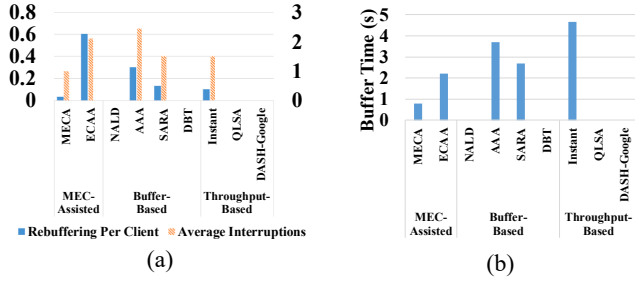 0.8
0.6
0.4
0.2
0
3
2
1
0
MECA
ECAA
NALD
AAA
SARA
DBT
Instant
QLSA
DASH-Google
MEC-
Assisted
Buffer-
Based
Throughput-
Based
Rebuffering Per Client
Average Interruptions
(a)
Buffer Time (s)
5
4
3
2
1
0
MECA
ECAA
NALD
AAA
SARA
DBT
Instant
QLSA
DASH-Google
MEC-
Assisted
Buffer-
Based
Throughput-
Based
(b)